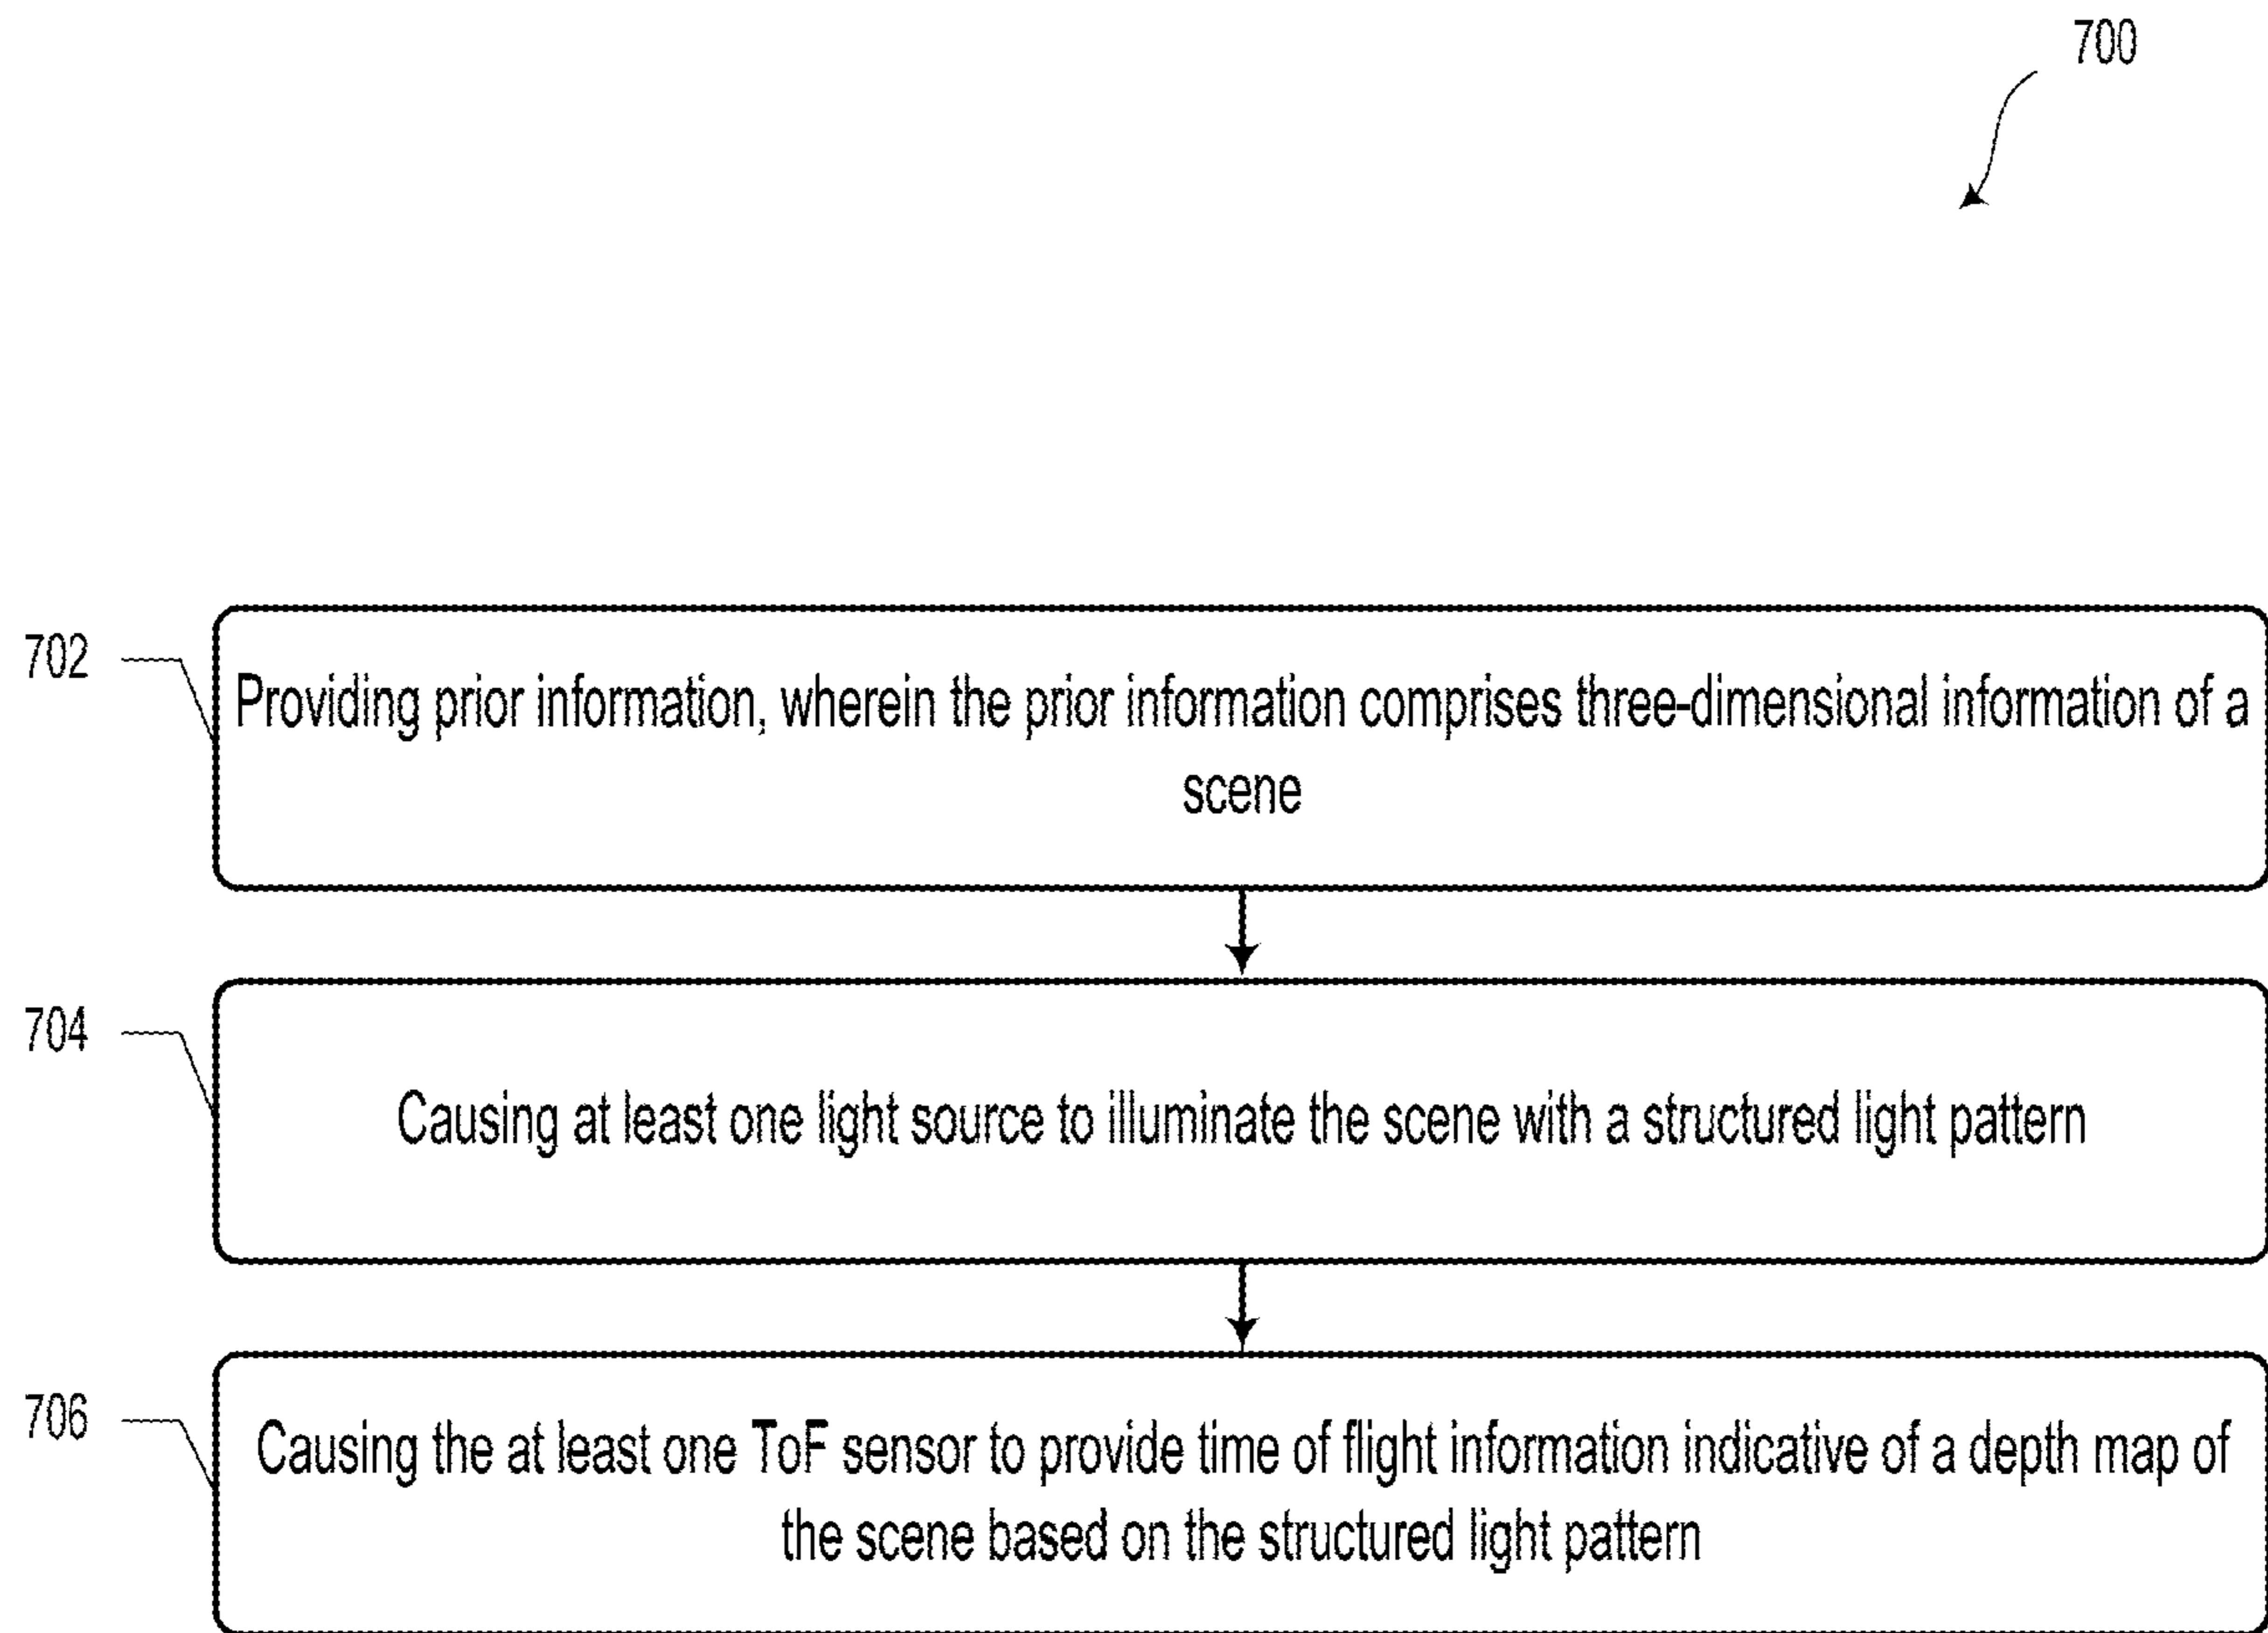 700
702
Providing prior information, wherein the prior information comprises three-dimensional information of a
scene
704
Causing at least one light source to illuminate the scene with a structured light pattern
706
Causing the at least one ToF sensor to provide time of flight information indicative of a depth map of
the scene based on the structured light pattern